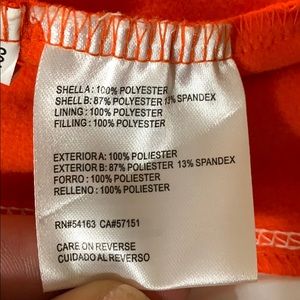 SHELL A: 100% POLYESTER
SHELL B: 87% POLYESTER 13% SPANDEX
LINING: 100% POLYESTER
FILLING: 100% POLYESTER
EXTERIOR A: 100% POLIESTER
EXTERIOR B: 87% POLIESTER 13% SPANDEX
FORRO: 100% POLIESTER
RELLENO: 100% POLIESTER
RN#54163 CA#57151
CARE ON REVERSE
CUIDADO AL REVERSO